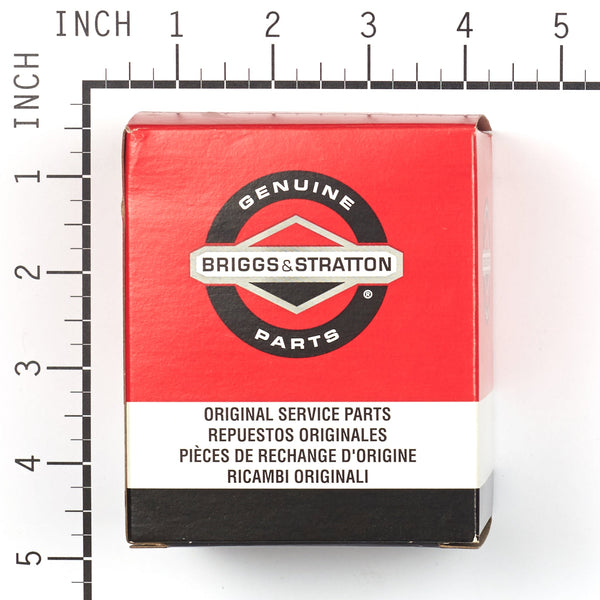 INCH 1 2 3 4 5
INCH
1
2
3
4
5
GENUINE
BRIGGS&STRATTON
®
PARTS
ORIGINAL SERVICE PARTS
REPUESTOS ORIGINALES
PIÈCES DE RECHANGE D'ORIGINE
RICAMBI ORIGINALI